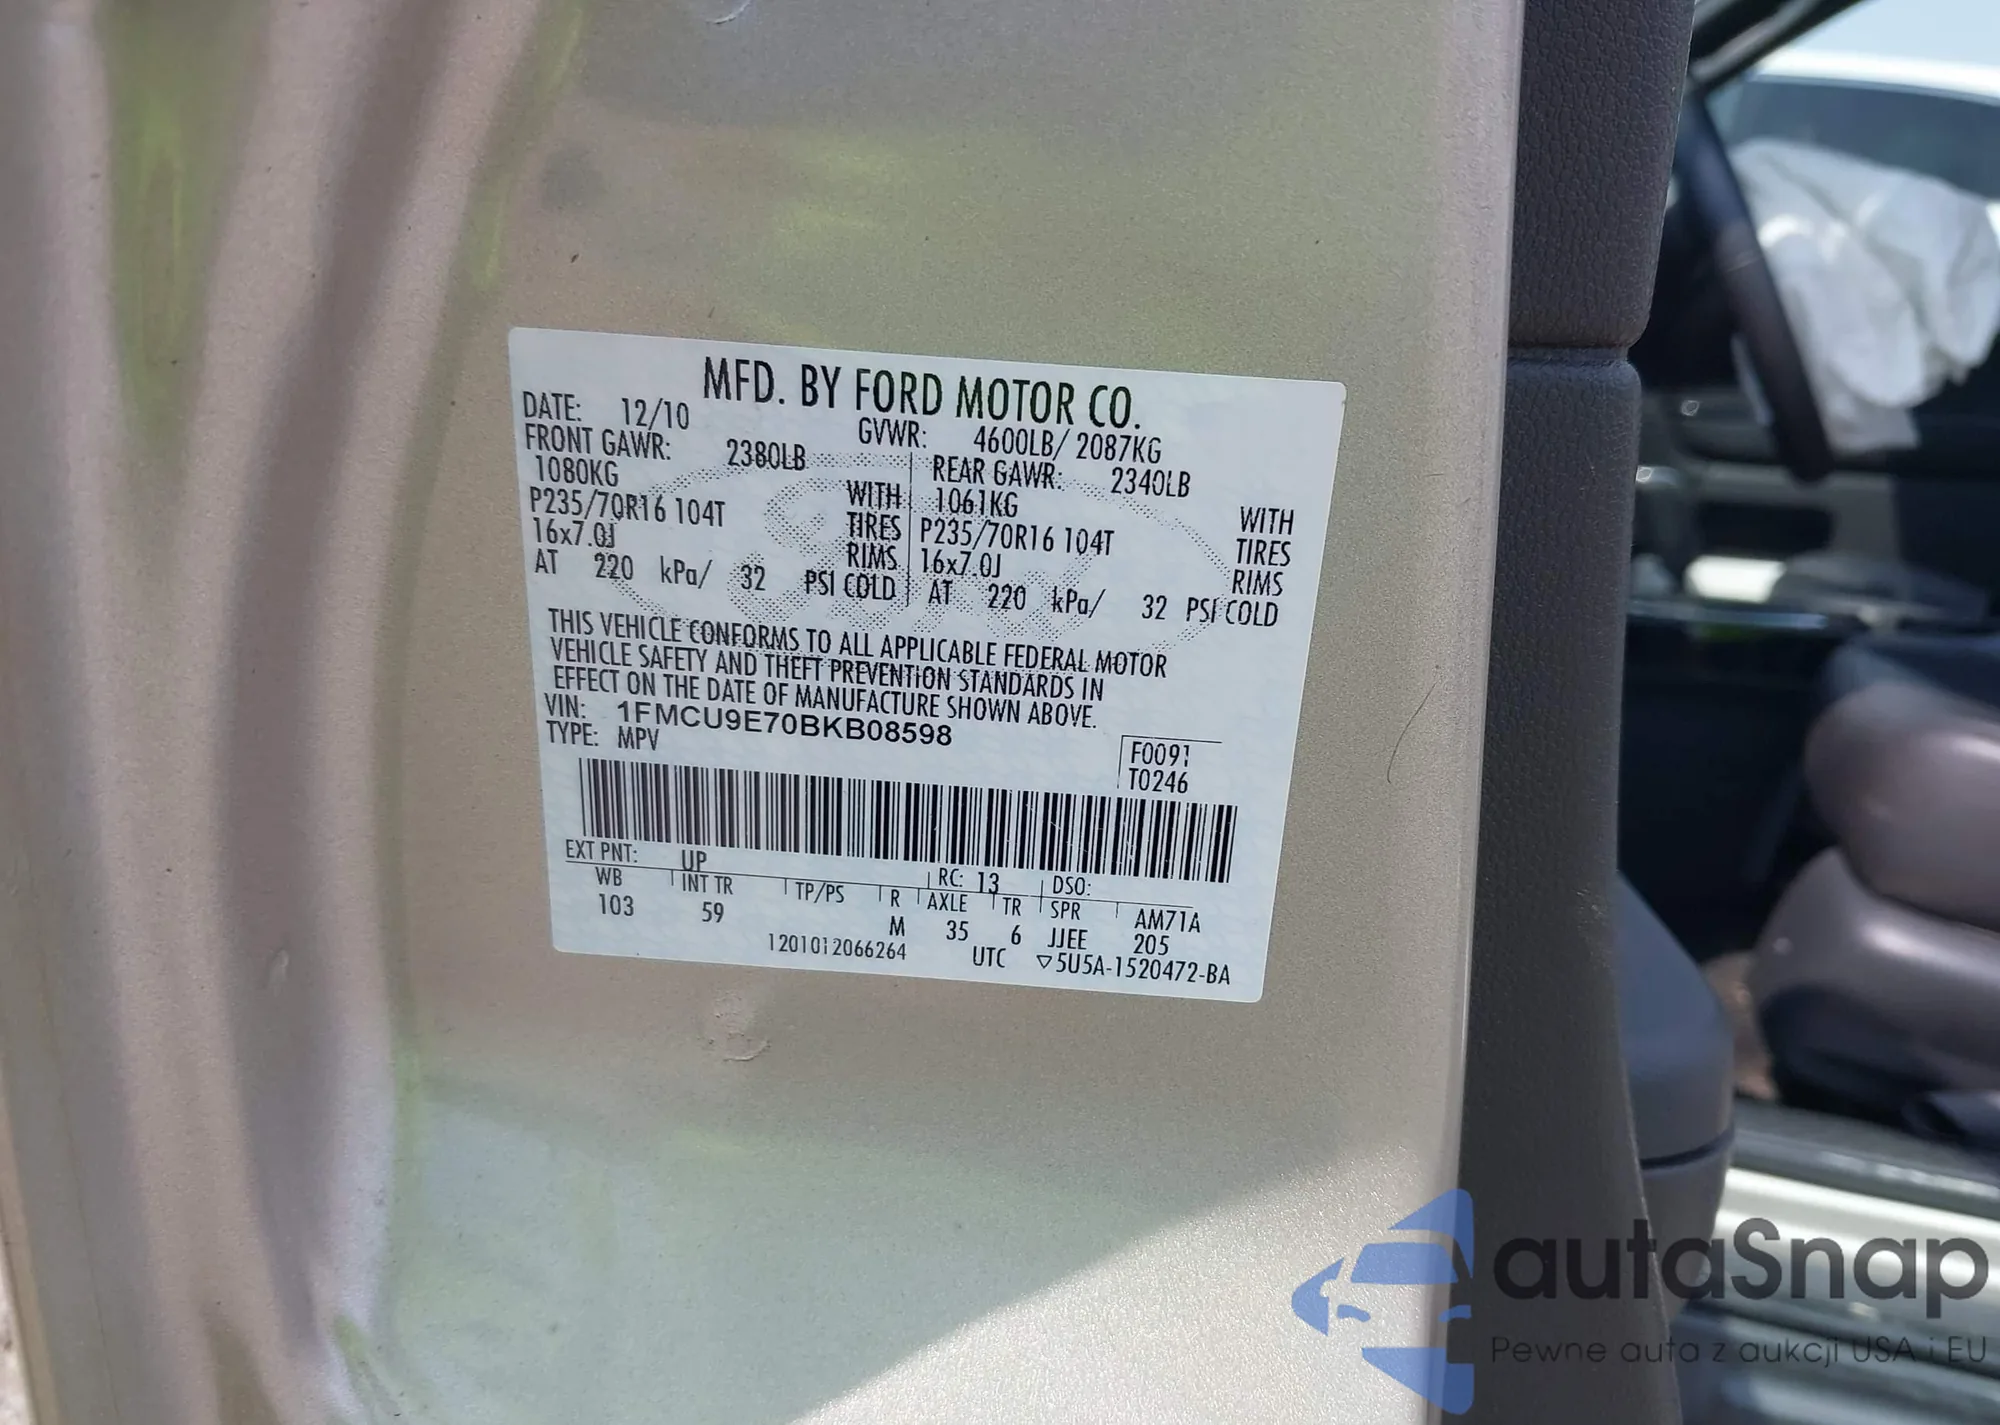 MFD. BY FORD MOTOR CO.
DATE: 12/10 GVWR: 4600LB/ 2087KG
FRONT GAWR: 2380LB REAR GAWR: 2340LB
1080KG WITH 1061KG WITH
P235/70R16 104T TIRES P235/70R16 104T TIRES
16x7.0J RIMS 16x7.0J RIMS
AT 220 kPa/ 32 PSI COLD AT 220 kPa/ 32 PSI COLD
THIS VEHICLE CONFORMS TO ALL APPLICABLE FEDERAL MOTOR
VEHICLE SAFETY AND THEFT PREVENTION STANDARDS IN
EFFECT ON THE DATE OF MANUFACTURE SHOWN ABOVE.
VIN: 1FMCU9E70BKB08598
TYPE: MPV
F0091
T0246
EXT PNT: UP RC: 13 DSO:
WB INT TR TP/PS R AXLE TR SPR AM71A
103 59 M 35 6 JJEE 205
1201012066264 UTC ▽5U5A-1520472-BA
autaSnap
Pewne auta z aukcji USA i EU